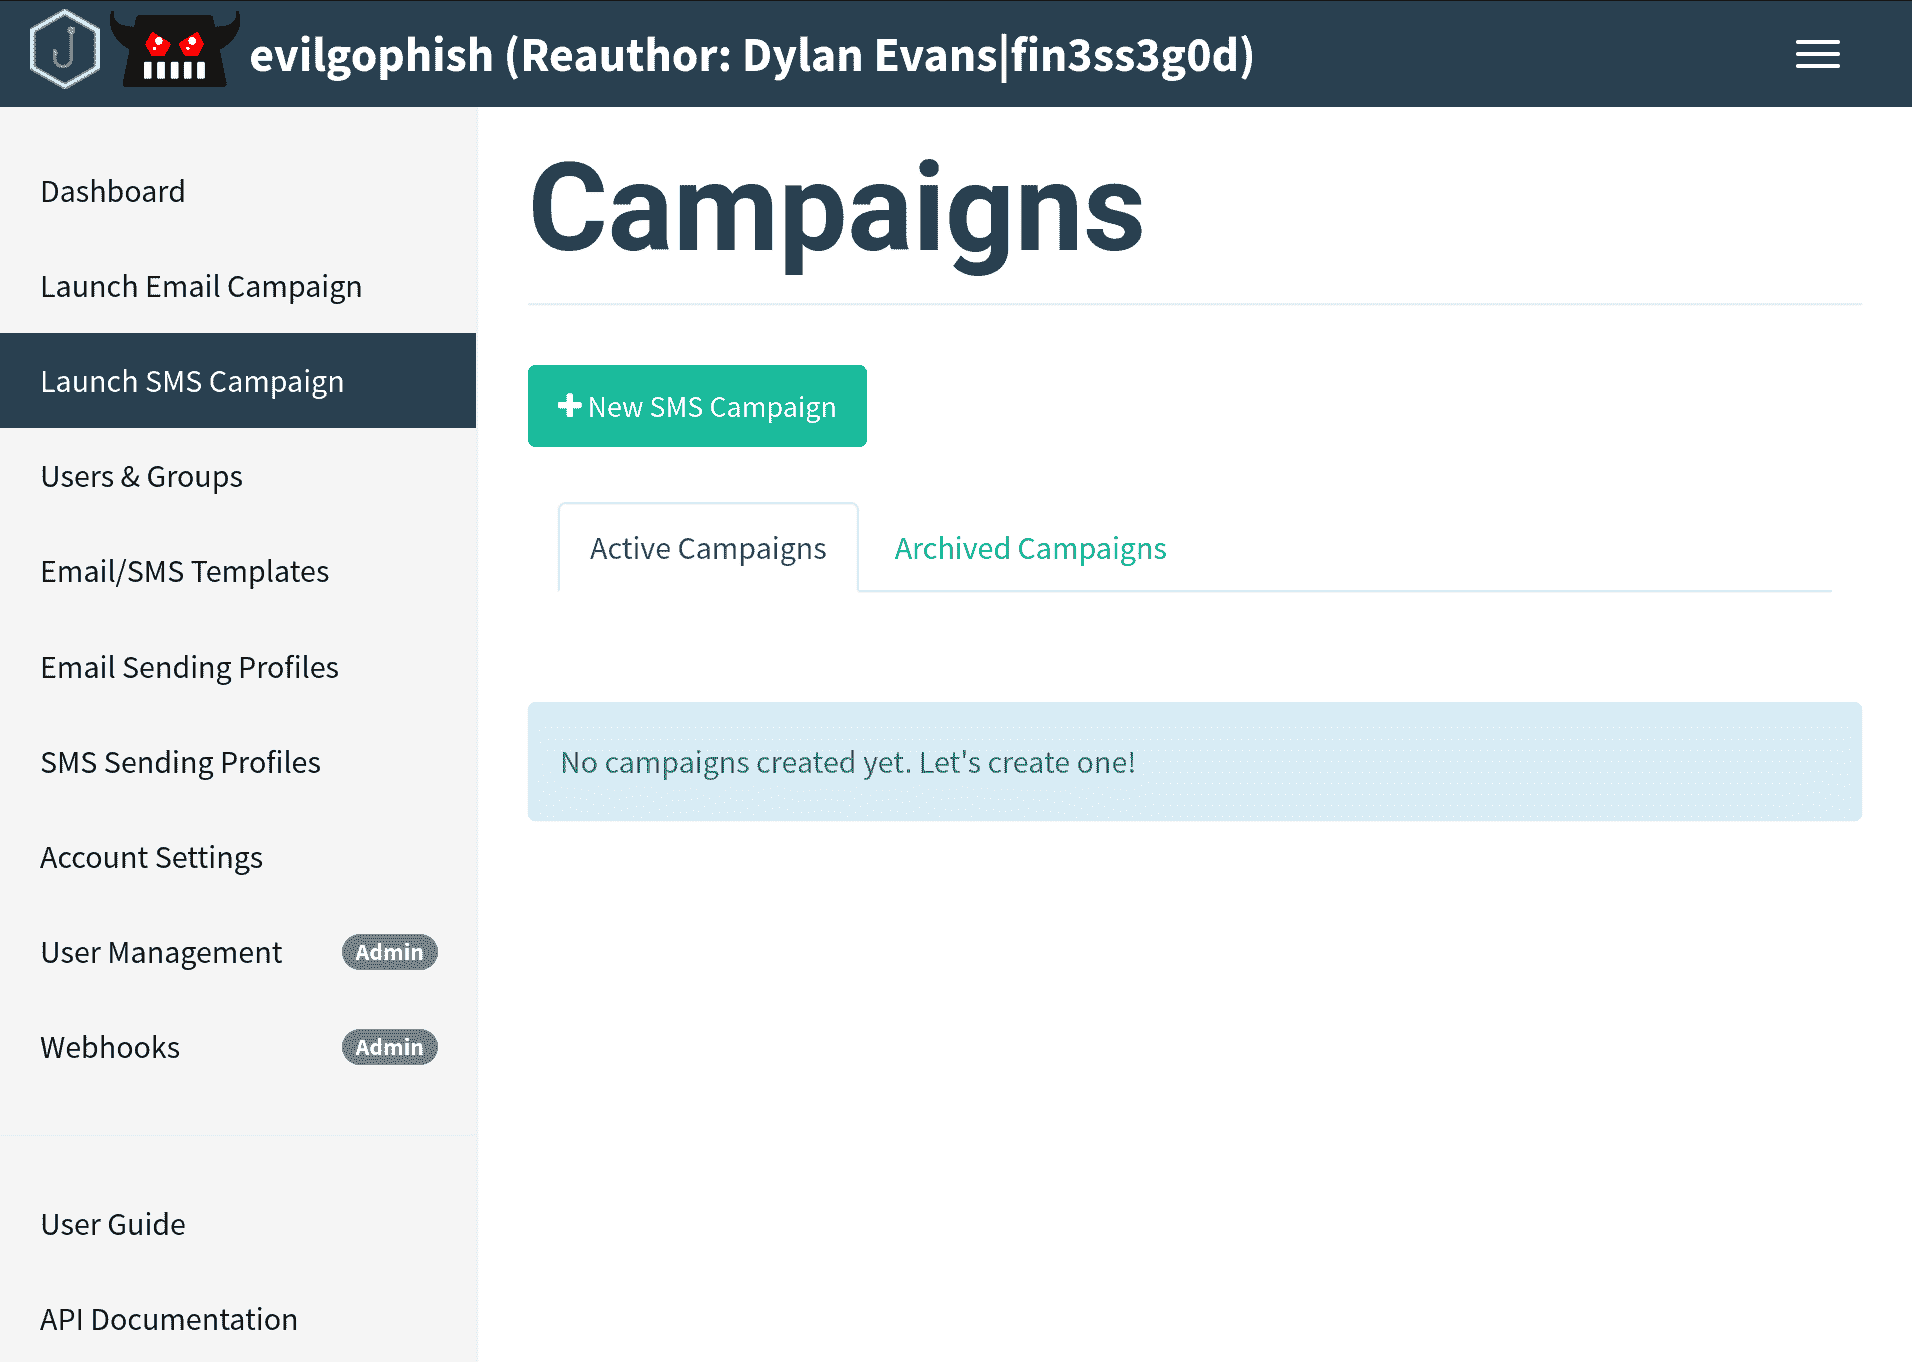 evilgophish (Reauthor: Dylan Evans|fin3ss3g0d)
Dashboard
Launch Email Campaign
Launch SMS Campaign
Users & Groups
Email/SMS Templates
Email Sending Profiles
SMS Sending Profiles
Account Settings
User Management Admin
Webhooks Admin
User Guide
API Documentation
Campaigns
New SMS Campaign
Active Campaigns Archived Campaigns
No campaigns created yet. Let's create one!